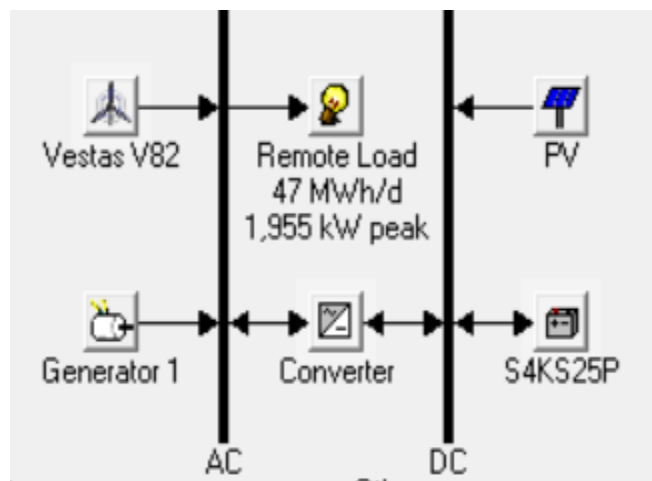 Vestas V82
Remote Load
47 MWh/d
1,955 kW peak
PV
Generator 1
Converter
S4KS25P
AC
DC